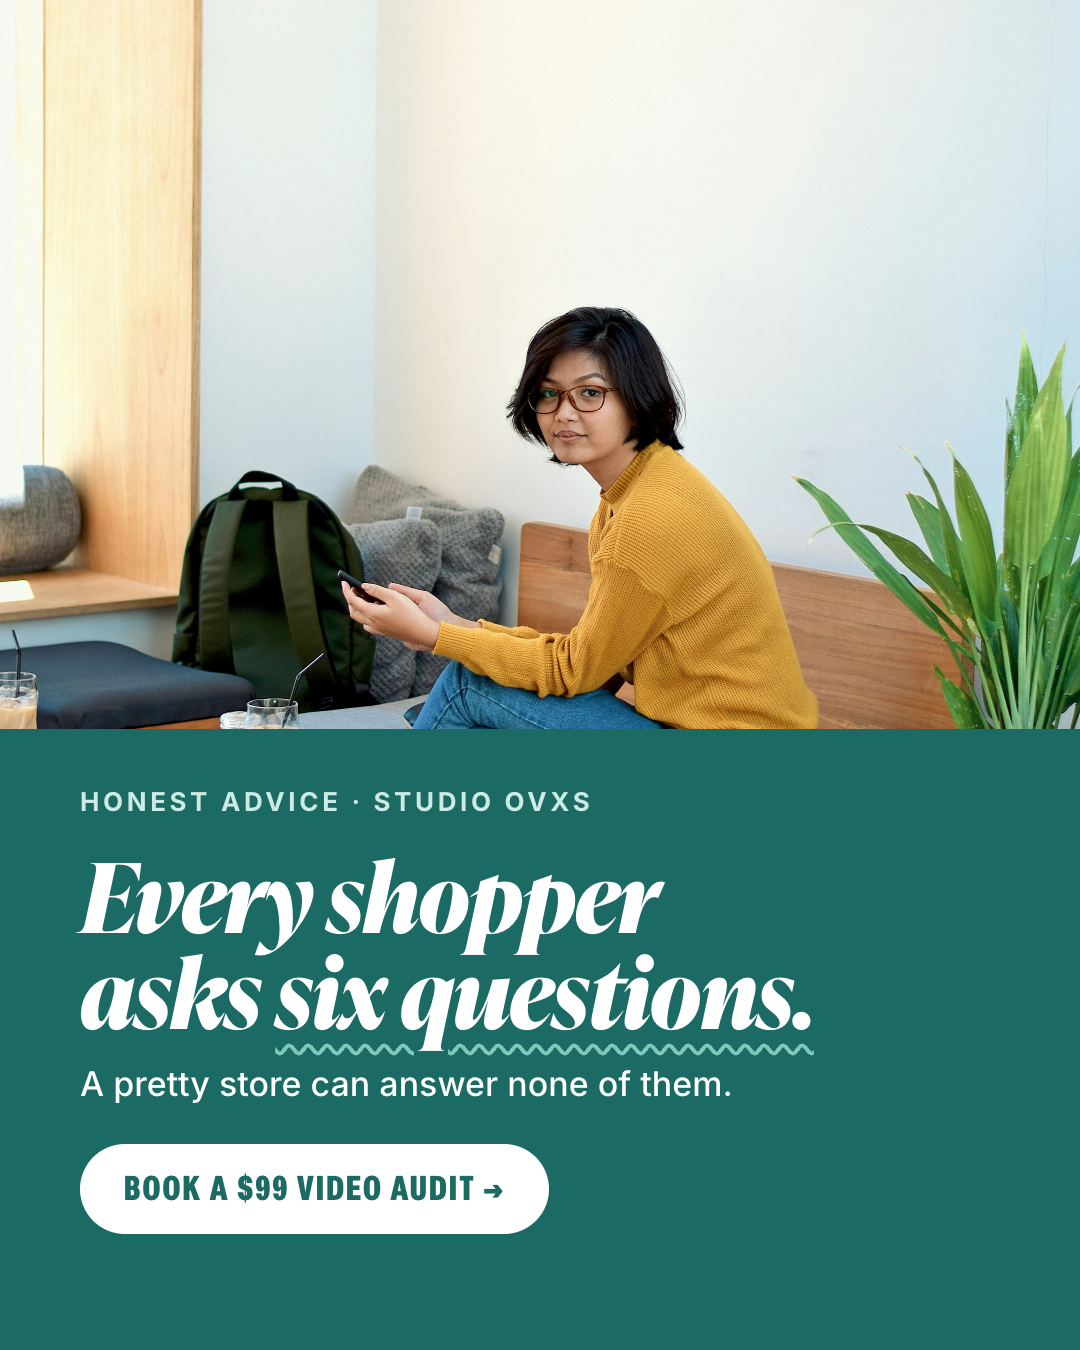 HONEST ADVICE · STUDIO OVXS
Every shopper
asks six questions.
A pretty store can answer none of them.
BOOK A $99 VIDEO AUDIT ➔